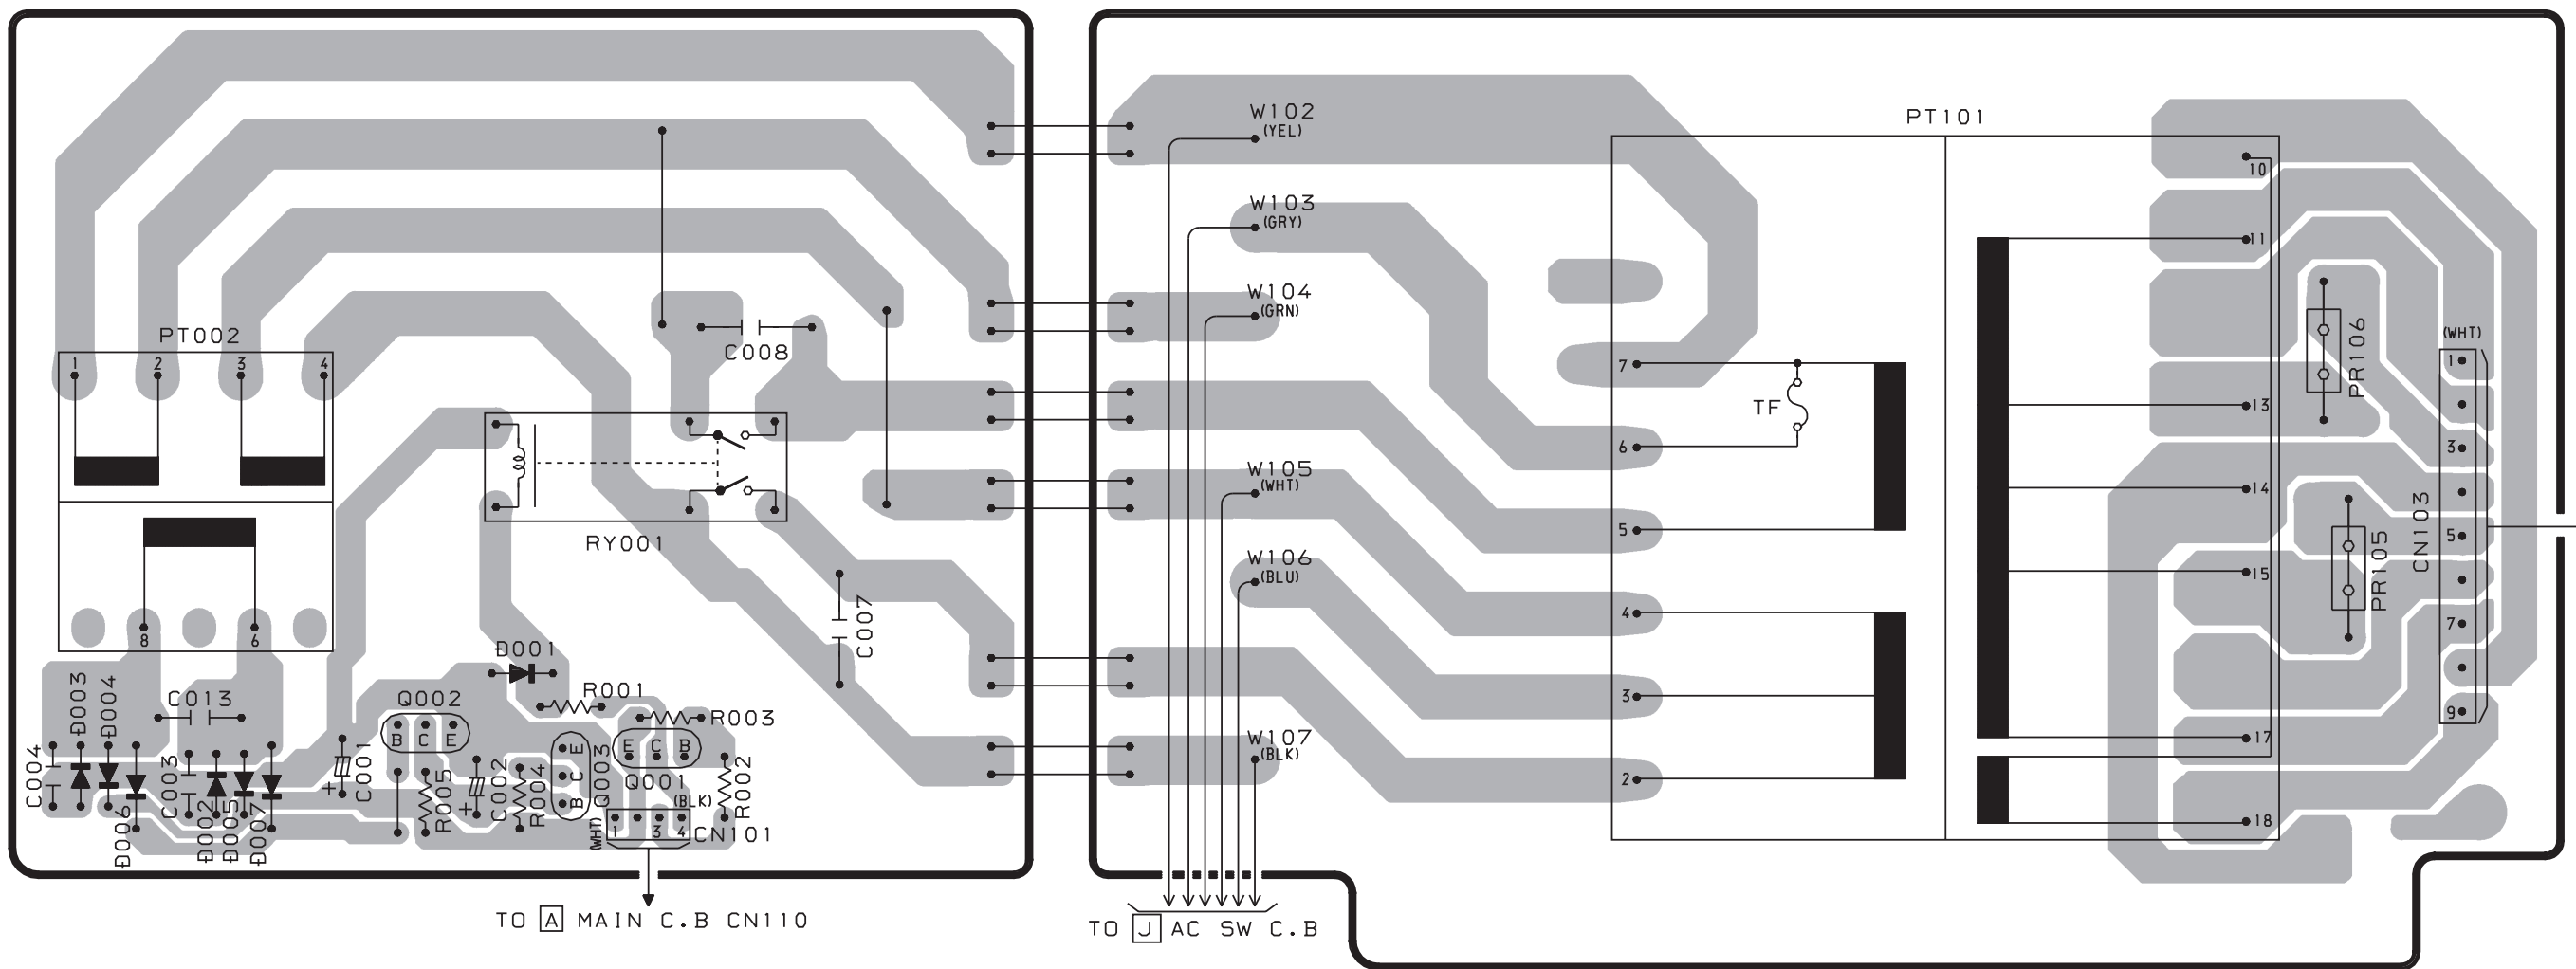 PT002
1 2 3 4
8 6
C008
RY001
C007
D001
R001
R003
Q002
B C E
E C B
Q001
E
C
B
Q003
D003
D004
C013
C004
D006
C003
D002
D005
D007
C001
+
R005
+
C002
R004
R002
(BLK)
(WHT)
1 3 4
CN101
TO A MAIN C.B CN110
W102
(YEL)
W103
(GRY)
W104
(GRN)
W105
(WHT)
W106
(BLU)
W107
(BLK)
TO J AC SW C.B
PT101
7
TF
6
5
4
3
2
10
11
13
14
15
17
18
PR106
PR105
(WHT)
1
3
5
7
9
CN103